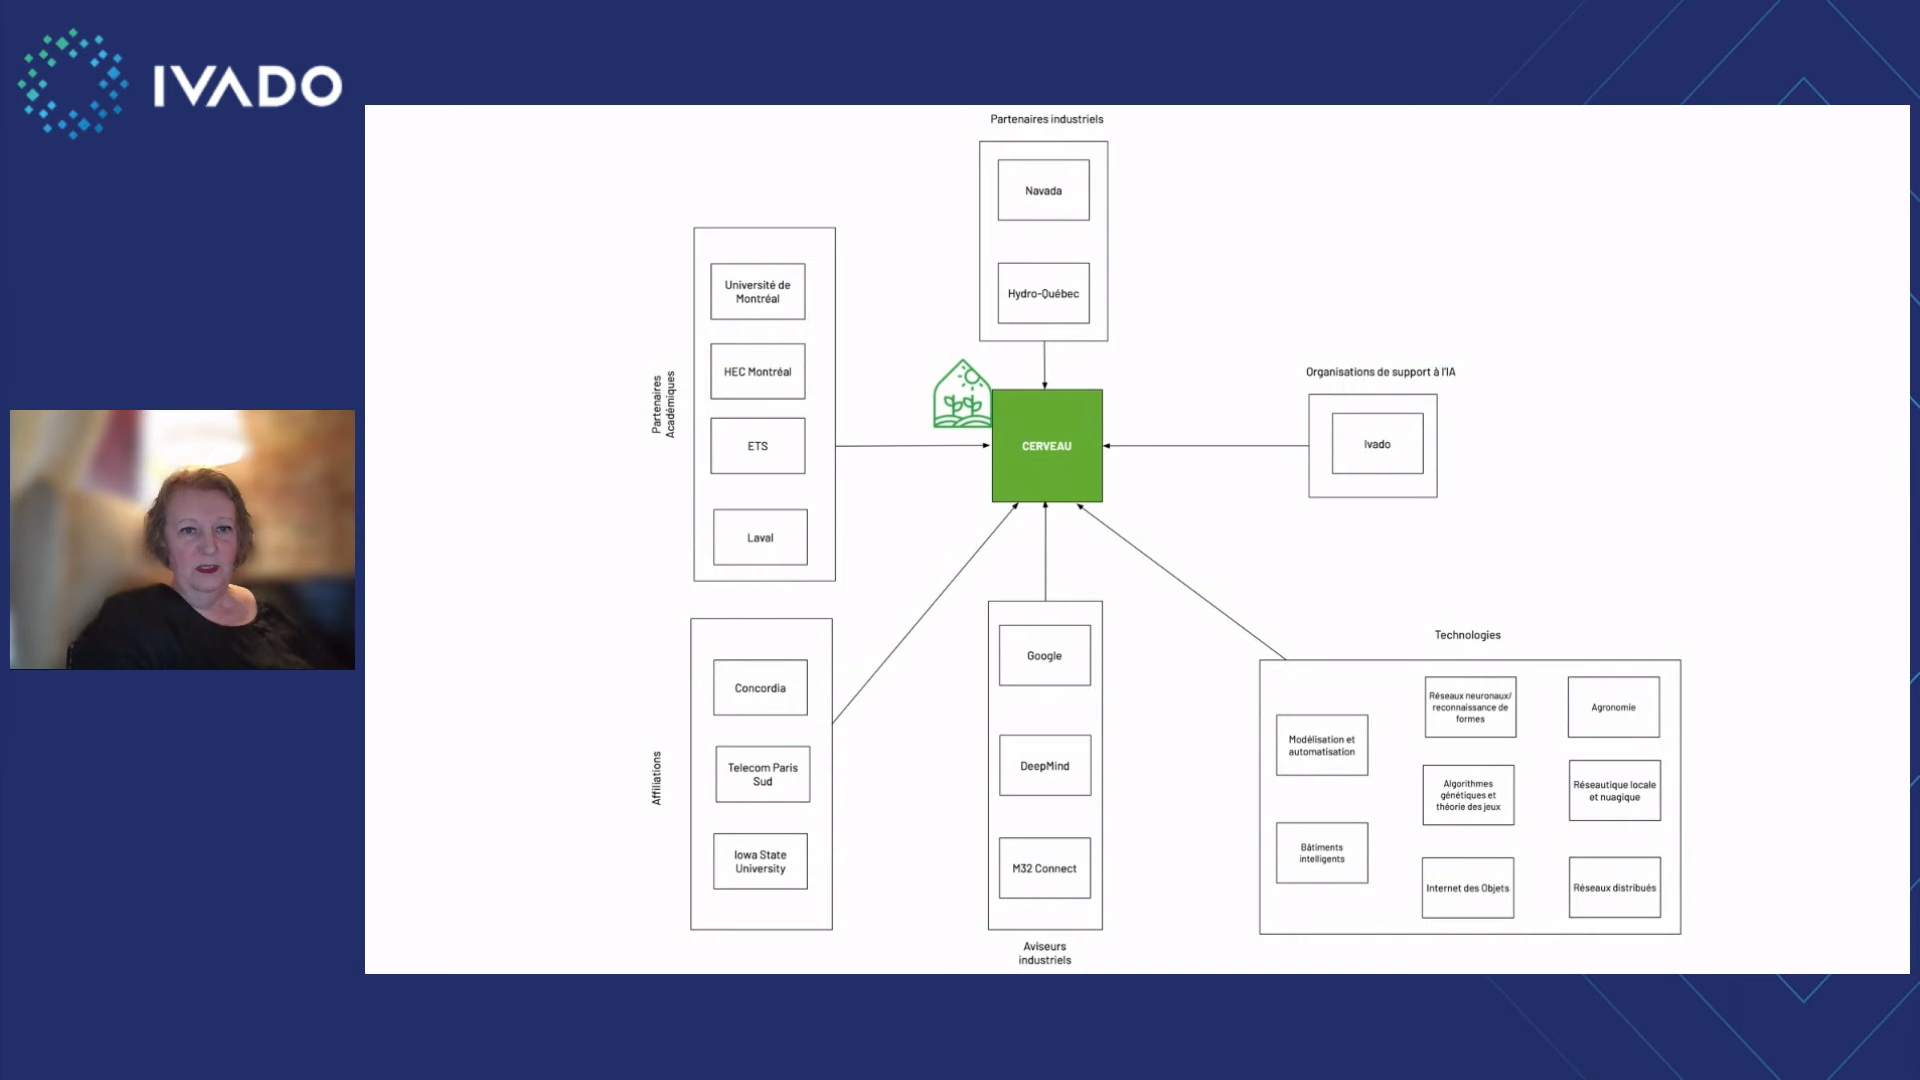 IVADO
Partenaires industriels
Navada
Hydro-Québec
Partenaires
Académiques
Université de
Montréal
HEC Montréal
ETS
Laval
CERVEAU
Organisations de support à l'IA
Ivado
Affiliations
Concordia
Telecom Paris
Sud
Iowa State
University
Google
DeepMind
M32 Connect
Aviseurs
industriels
Technologies
Modélisation et
automatisation
Bâtiments
intelligents
Réseaux neuronaux/
reconnaissance de
formes
Algorithmes
génétiques et
théorie des jeux
Internet des Objets
Agronomie
Réseautique locale
et nuagique
Réseaux distribués